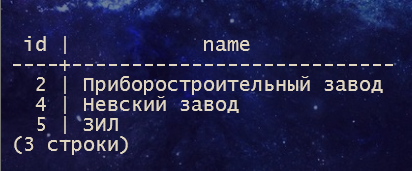 id | name
----+-----------------------------
2 | Приборостроительный завод
4 | Невский завод
5 | ЗИЛ
(3 строки)